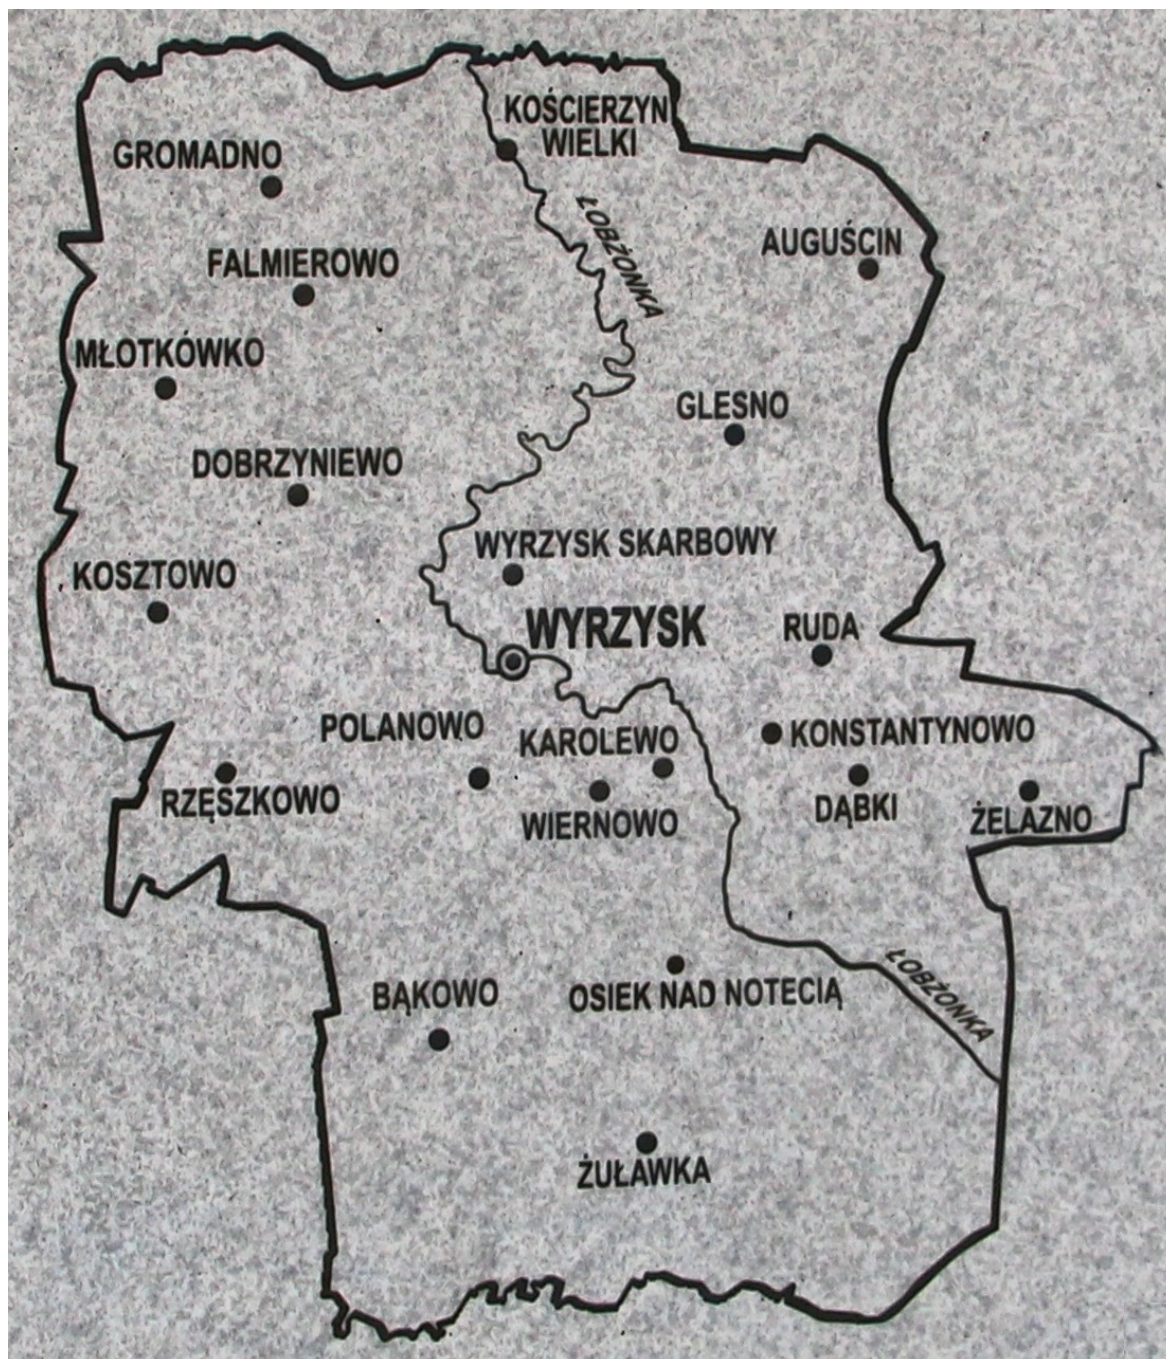 KOŚCIERZYN
WIELKI
GROMADNO
ŁOBŻONKA
AUGUŚCIN
FALMIEROWO
MŁOTKÓWKO
GLESNO
DOBRZYNIEWO
WYRZYSK SKARBOWY
KOSZTOWO
WYRZYSK
RUDA
POLANOWO
KAROLEWO
KONSTANTYNOWO
RZĘSZKOWO
WIERNOWO
DĄBKI
ŻELAZNO
ŁOBŻONKA
BĄKOWO
OSIEK NAD NOTECIĄ
ŻUŁAWKA